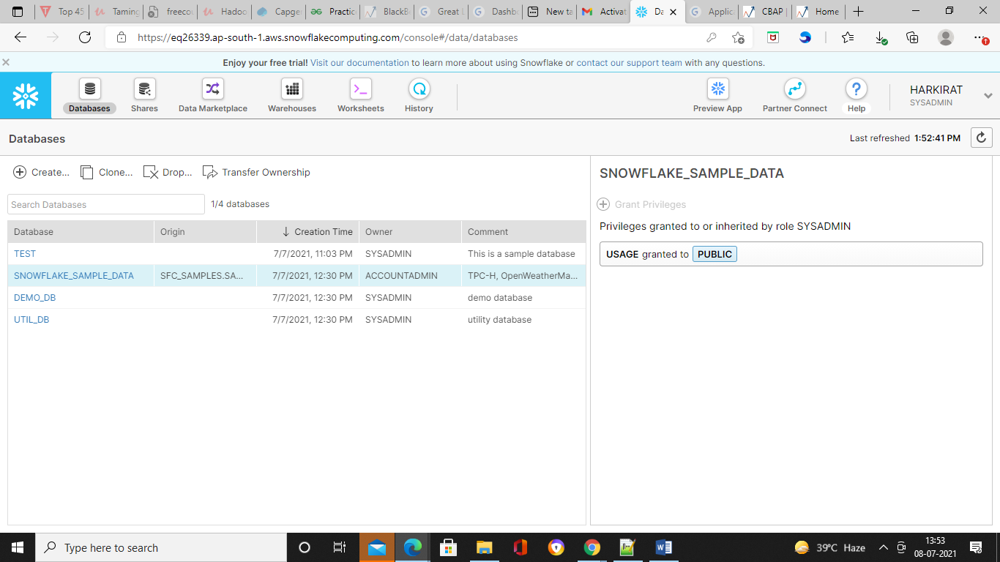 Top 45
Taming
freecou
Hadoo
Capge
Practic
BlackB
Great L
Dashbo
New ta
Activat
Da
Applic
CBAP
Home
https://eq26339.ap-south-1.aws.snowflakecomputing.com/console#/data/databases
Enjoy your free trial! Visit our documentation to learn more about using Snowflake or contact our support team with any questions.
Databases Shares Data Marketplace Warehouses Worksheets History Preview App Partner Connect Help
HARKIRAT
SYSADMIN
Databases
Last refreshed 1:52:41 PM
Create... Clone... Drop... Transfer Ownership
Search Databases 1/4 databases
Database Origin Creation Time Owner Comment
TEST 7/7/2021, 11:03 PM SYSADMIN This is a sample database
SNOWFLAKE_SAMPLE_DATA SFC_SAMPLES.SA... 7/7/2021, 12:30 PM ACCOUNTADMIN TPC-H, OpenWeatherMa...
DEMO_DB 7/7/2021, 12:30 PM SYSADMIN demo database
UTIL_DB 7/7/2021, 12:30 PM SYSADMIN utility database
SNOWFLAKE_SAMPLE_DATA
Grant Privileges
Privileges granted to or inherited by role SYSADMIN
USAGE granted to PUBLIC
Type here to search
39°C Haze
13:53
08-07-2021